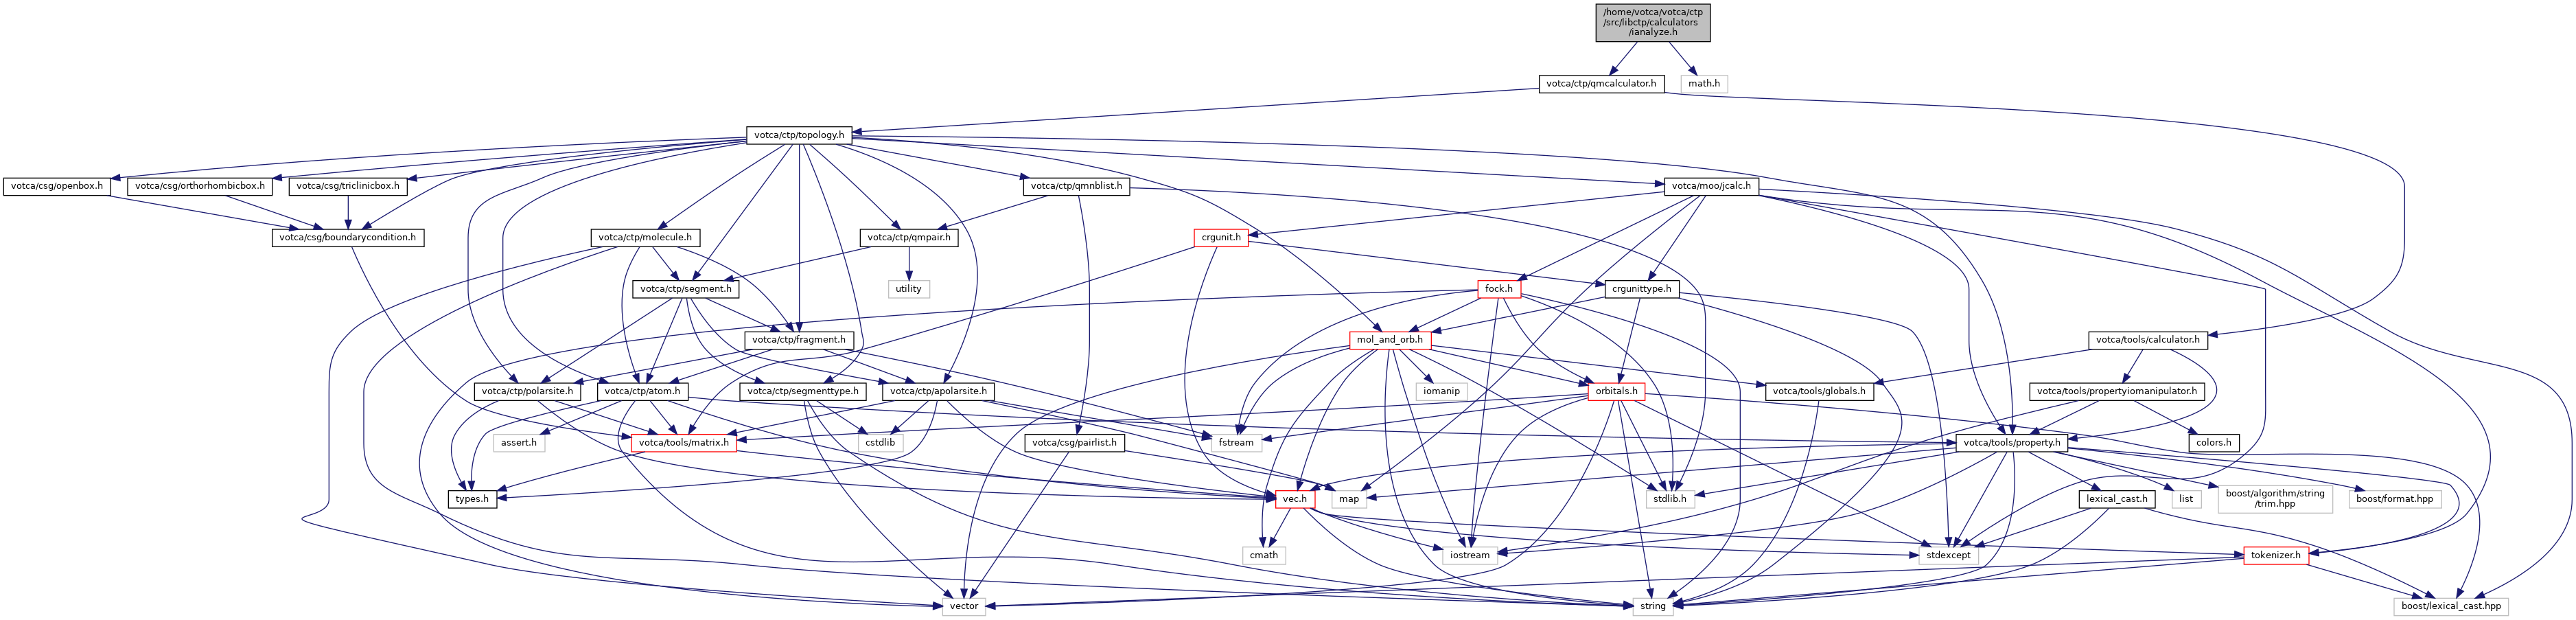 /home/votca/votca/ctp
/src/libctp/calculators
/ianalyze.h
votca/ctp/qmcalculator.h
math.h
votca/ctp/topology.h
votca/csg/openbox.h
votca/csg/orthorhombicbox.h
votca/csg/triclinicbox.h
votca/ctp/qmnblist.h
votca/moo/jcalc.h
votca/csg/boundarycondition.h
votca/ctp/molecule.h
votca/ctp/qmpair.h
crgunit.h
votca/ctp/segment.h
utility
fock.h
crgunittype.h
votca/ctp/fragment.h
mol_and_orb.h
votca/tools/calculator.h
votca/ctp/polarsite.h
votca/ctp/atom.h
votca/ctp/segmenttype.h
votca/ctp/apolarsite.h
iomanip
orbitals.h
votca/tools/globals.h
votca/tools/propertyiomanipulator.h
assert.h
votca/tools/matrix.h
cstdlib
votca/csg/pairlist.h
fstream
votca/tools/property.h
colors.h
types.h
vec.h
map
stdlib.h
lexical_cast.h
list
boost/algorithm/string
/trim.hpp
boost/format.hpp
cmath
iostream
stdexcept
tokenizer.h
vector
string
boost/lexical_cast.hpp